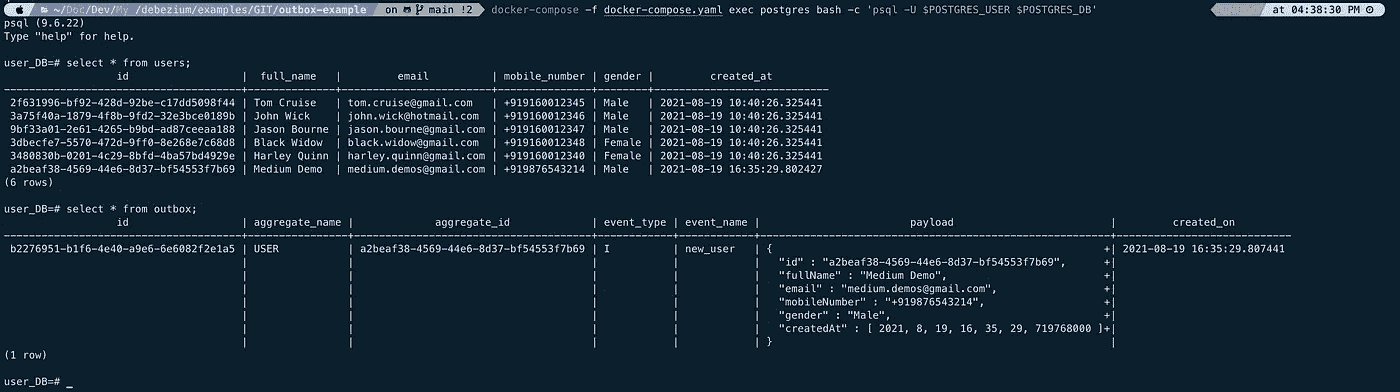 ~/Doc/Dev/My /debezium/examples/GIT/outbox-example on main !2 docker-compose -f docker-compose.yaml exec postgres bash -c 'psql -U $POSTGRES_USER $POSTGRES_DB' at 04:38:30 PM
psql (9.6.22)
Type "help" for help.
user_DB=# select * from users;
id | full_name | email | mobile_number | gender | created_at
2f631996-bf92-428d-92be-c17dd5098f44 | Tom Cruise | tom.cruise@gmail.com | +919160012345 | Male | 2021-08-19 10:40:26.325441
3a75f40a-1879-4f8b-9fd2-32e3bce0189b | John Wick | john.wick@hotmail.com | +919160012346 | Male | 2021-08-19 10:40:26.325441
9bf33a01-2e61-4265-b9bd-ad87ceeaa188 | Jason Bourne | jason.bourne@gmail.com | +919160012347 | Male | 2021-08-19 10:40:26.325441
3dbecfe7-5570-472d-9ff0-8e268e7c68d8 | Black Widow | black.widow@gmail.com | +919160012348 | Female | 2021-08-19 10:40:26.325441
3480830b-0201-4c29-8bfd-4ba57bd4929e | Harley Quinn | harley.quinn@gmail.com | +919160012340 | Female | 2021-08-19 10:40:26.325441
a2beaf38-4569-44e6-8d37-bf54553f7b69 | Medium Demo | medium.demos@gmail.com | +919876543214 | Male | 2021-08-19 16:35:29.802427
(6 rows)
user_DB=# select * from outbox;
id | aggregate_name | aggregate_id | event_type | event_name | payload | created_on
b2276951-b1f6-4e40-a9e6-6e6082f2e1a5 | USER | a2beaf38-4569-44e6-8d37-bf54553f7b69 | I | new_user | { +| 2021-08-19 16:35:29.807441
| | | | | "id" : "a2beaf38-4569-44e6-8d37-bf54553f7b69", +|
| | | | | "fullName" : "Medium Demo", +|
| | | | | "email" : "medium.demos@gmail.com", +|
| | | | | "mobileNumber" : "+919876543214", +|
| | | | | "gender" : "Male", +|
| | | | | "createdAt" : [ 2021, 8, 19, 16, 35, 29, 719768000 ]+|
| | | | | } |
(1 row)
user_DB=# _